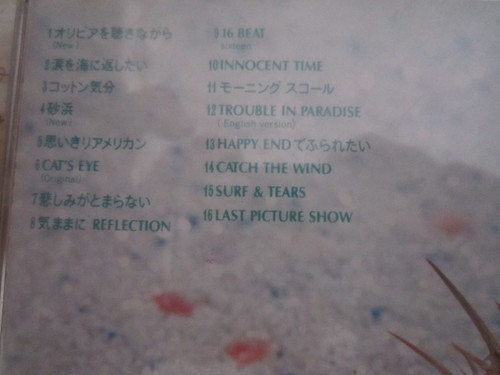 1 オリビアを聴きながら
(New)
2 涙を海に返したい
3 コットン気分
4 砂浜
(New)
5 思いきりアメリカン
6 CAT'S EYE
(Original)
7 悲しみがとまらない
8 気ままに REFLECTION
9 16 BEAT
sixteen
10 INNOCENT TIME
11 モーニング スコール
12 TROUBLE IN PARADISE
( English version)
13 HAPPY ENDでふられたい
14 CATCH THE WIND
15 SURF & TEARS
16 LAST PICTURE SHOW